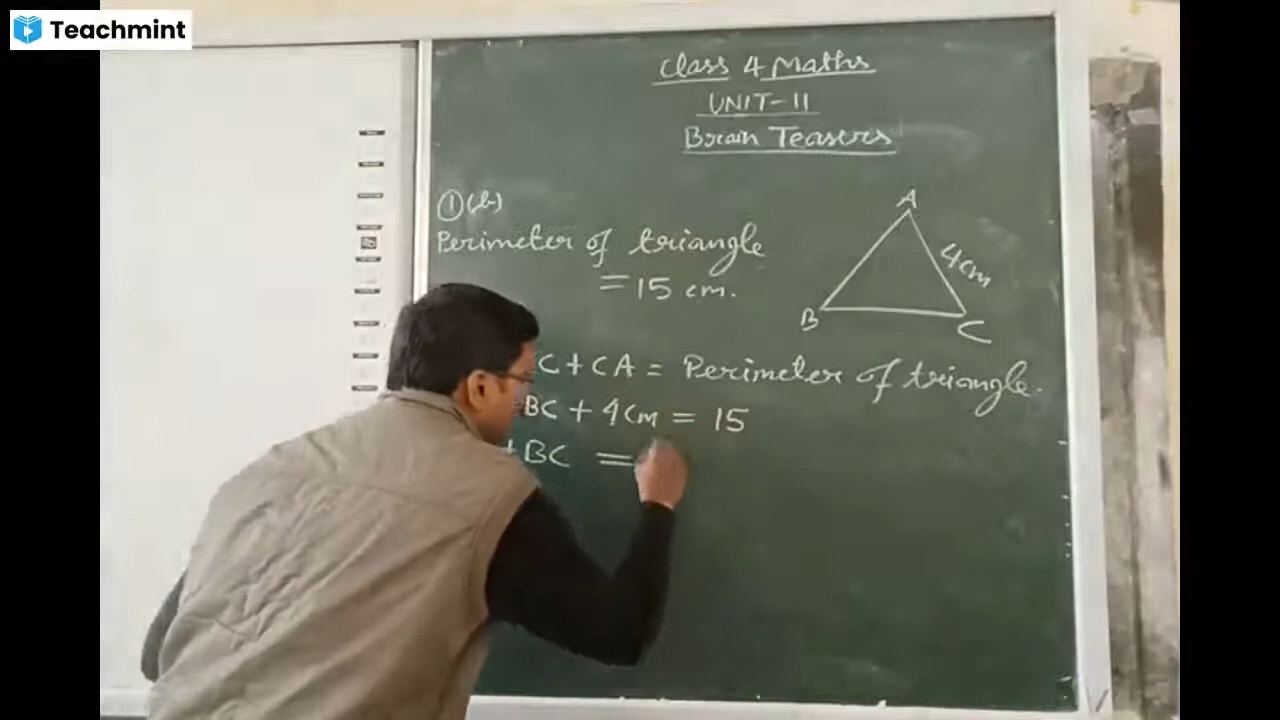 Teachmint
Class 4 Maths
UNIT-11
Brain Teasers
①(b)
Perimeter of triangle
= 15 cm.
A
4cm
B
C
C + CA = Perimeter of triangle.
BC + 4cm = 15
+ BC =